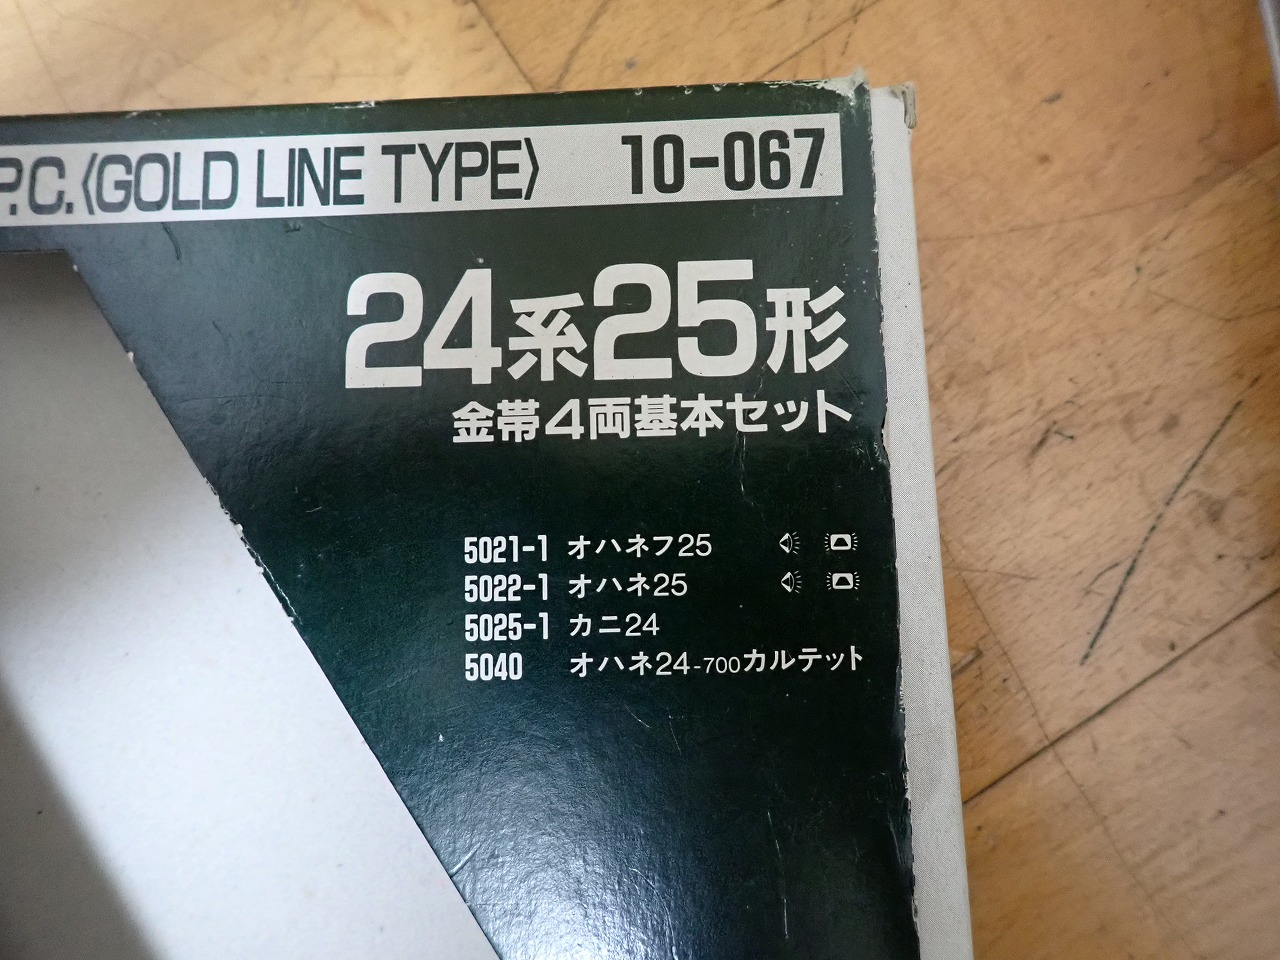 P.C.〈GOLD LINE TYPE〉 10-067
24系25形
金帯4両基本セット
5021-1 オハネフ25
5022-1 オハネ25
5025-1 カニ24
5040 オハネ24-700カルテット